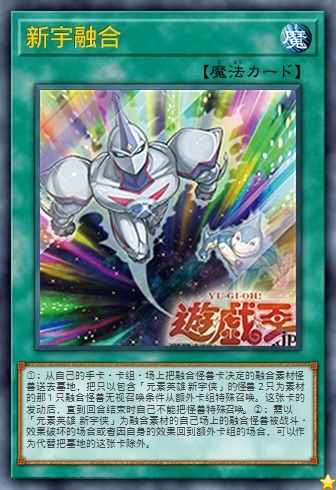 新宇融合
魔
【魔法カード】
YU-GI-OH!
遊戯王
jp
①：从自己的手卡・卡组・场上把融合怪兽卡决定的融合素材怪
兽送去墓地，把只以包含「元素英雄 新宇侠」的怪兽2只为素材
的那1只融合怪兽无视召唤条件从额外卡组特殊召唤。这张卡的
发动后，直到回合结束时自己不能把怪兽特殊召唤。②：需以
「元素英雄 新宇侠」为融合素材的自己场上的融合怪兽被战斗・
效果破坏的场合或者因自身的效果回到额外卡组的场合，可以作
为代替把墓地的这张卡除外。